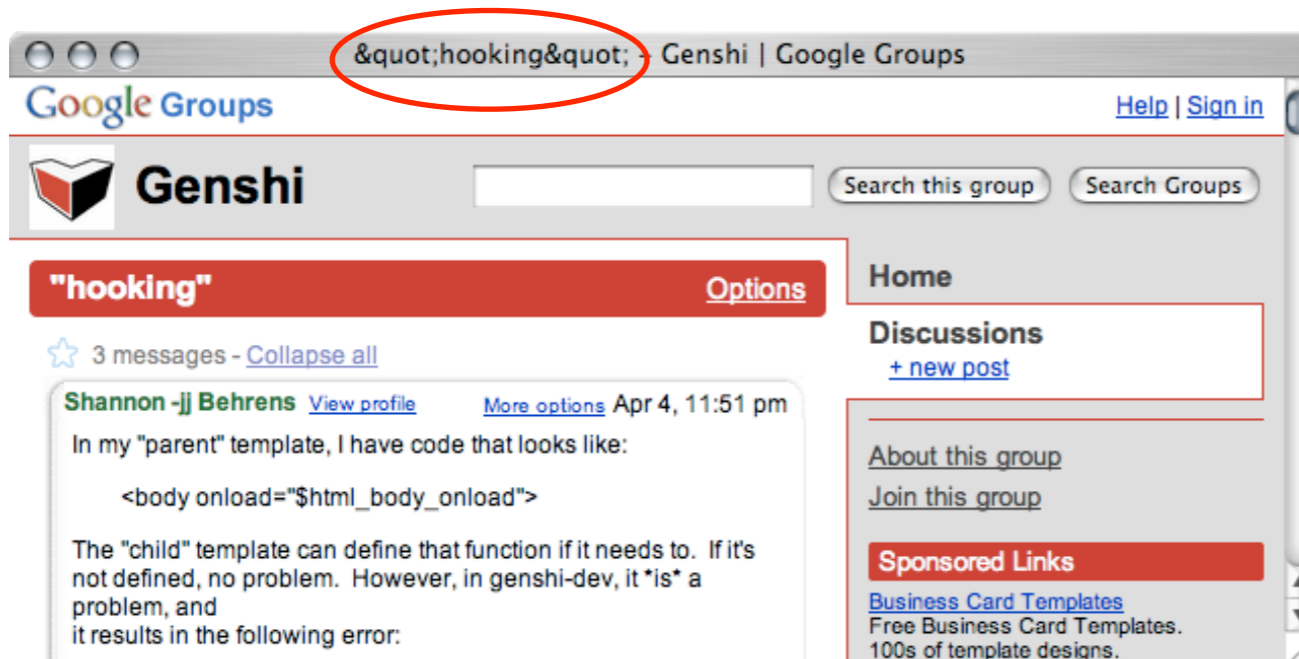 &quot;hooking&quot; - Genshi | Google Groups
Google Groups
Help | Sign in
Genshi
Search this group
Search Groups
"hooking"
Options
3 messages - Collapse all
Shannon -jj Behrens View profile
More options Apr 4, 11:51 pm
In my "parent" template, I have code that looks like:
<body onload="$html_body_onload">
The "child" template can define that function if it needs to. If it's
not defined, no problem. However, in genshi-dev, it *is* a
problem, and
it results in the following error:
Home
Discussions
+ new post
About this group
Join this group
Sponsored Links
Business Card Templates
Free Business Card Templates.
100s of template designs.